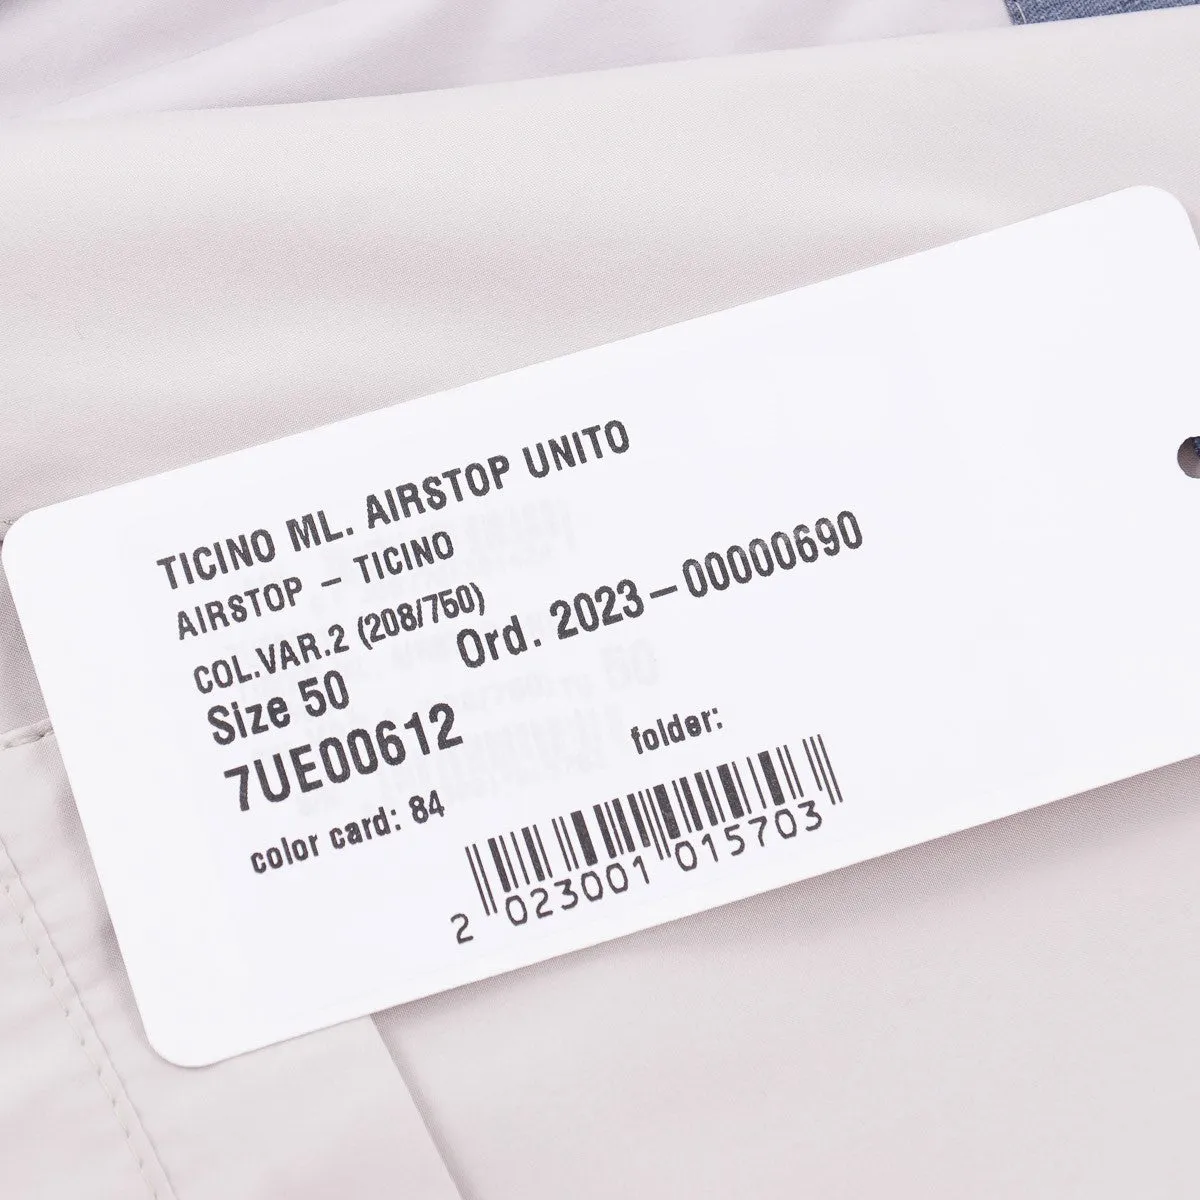 TICINO ML. AIRSTOP UNITO
AIRSTOP - TICINO
COL.VAR.2 (208/750)
Ord. 2023-00000690
Size 50
7UE00612
folder:
color card: 84
2 023001 015703